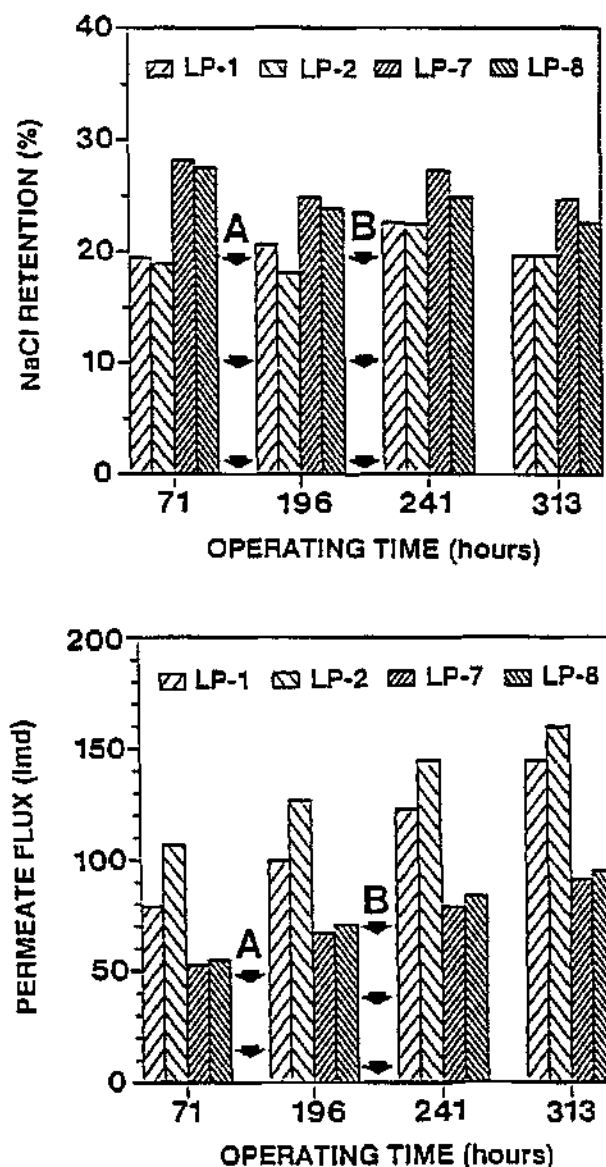 40
LP-1 LP-2 LP-7 LP-8
30
NaCl RETENTION (%)
A B
20
10
0
71 196 241 313
OPERATING TIME (hours)
200
LP-1 LP-2 LP-7 LP-8
150
PERMEATE FLUX (lmd)
100
B
A
50
0
71 196 241 313
OPERATING TIME (hours)